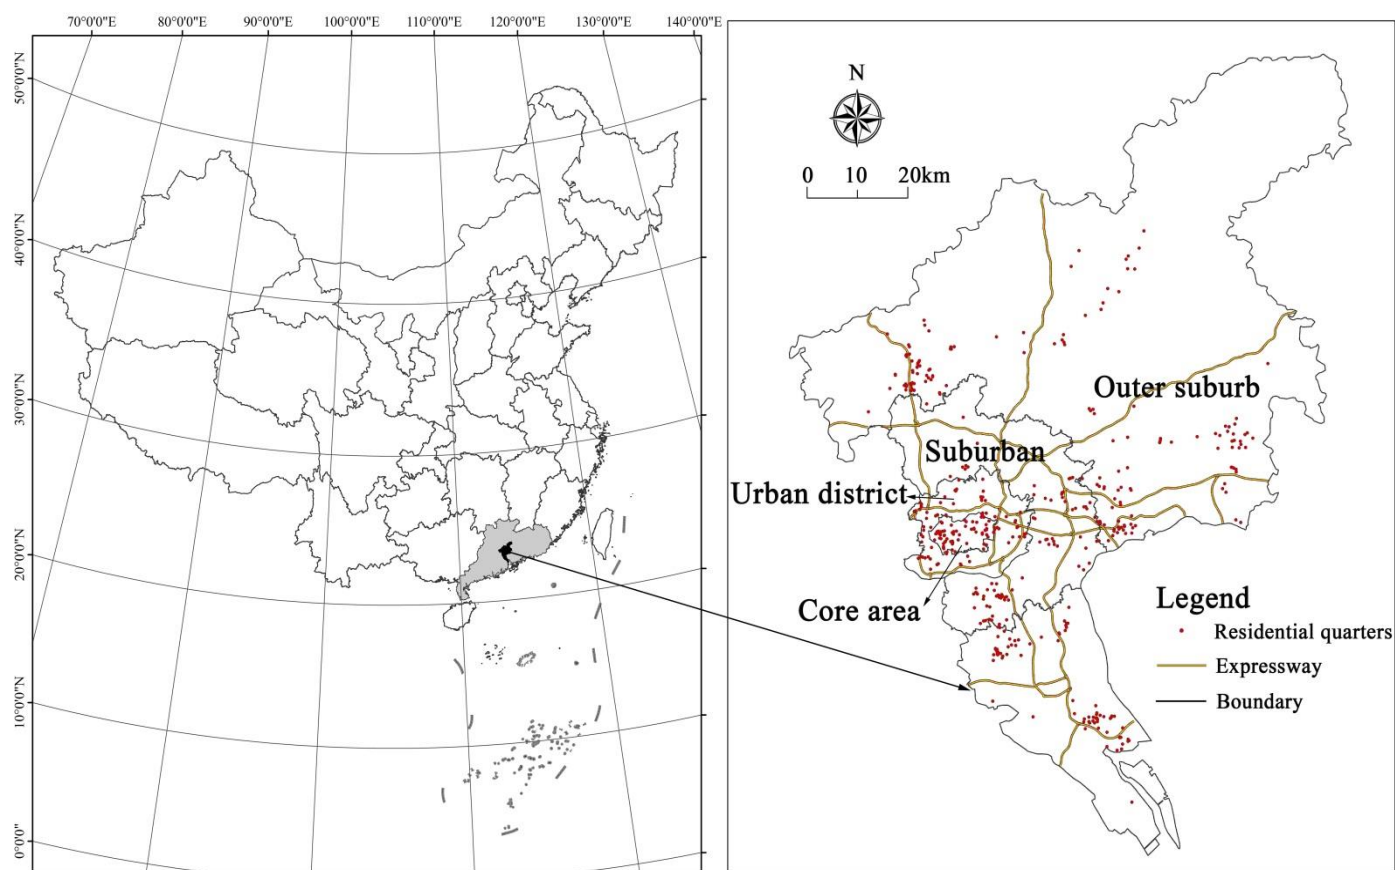 70°0'0"E 80°0'0"E 90°0'0"E 100°0'0"E 110°0'0"E 120°0'0"E 130°0'0"E 140°0'0"E
50°0'0"N
40°0'0"N
30°0'0"N
20°0'0"N
10°0'0"N
0°0'0"
N
0 10 20km
Outer suburb
Suburban
Urban district
Core area
Legend
Residential quarters
Expressway
Boundary